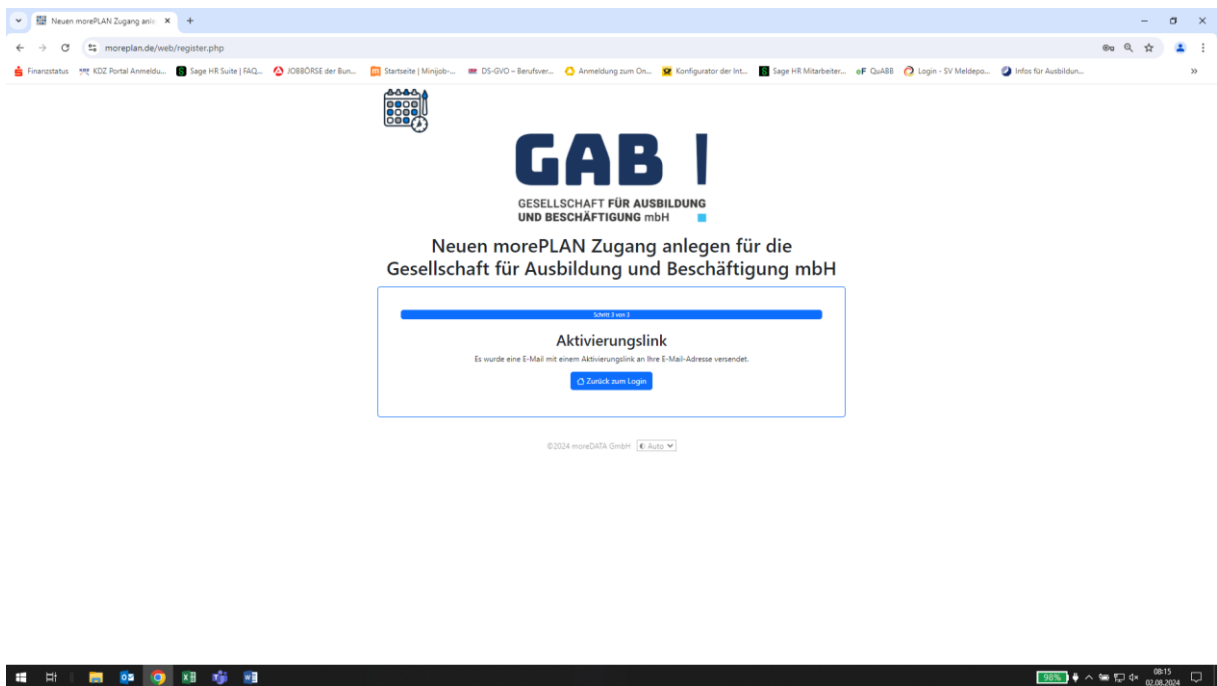 Neuen morePLAN Zugang anle
moreplan.de/web/register.php
Finanzstatus
KDZ Portal Anmeldu...
Sage HR Suite | FAQ...
JOBBÖRSE der Bun...
Startseite | Minijob-...
DS-GVO – Berufsver...
Anmeldung zum On...
Konfigurator der Int...
Sage HR Mitarbeiter...
QuABB
Login - SV Meldepo...
Infos für Ausbildun...
GAB !
GESELLSCHAFT FÜR AUSBILDUNG
UND BESCHÄFTIGUNG mbH
Neuen morePLAN Zugang anlegen für die
Gesellschaft für Ausbildung und Beschäftigung mbH
Schritt 3 von 3
Aktivierungslink
Es wurde eine E-Mail mit einem Aktivierungslink an Ihre E-Mail-Adresse versendet.
Zurück zum Login
©2024 moreDATA GmbH
Auto
98%
08:15
02.08.2024